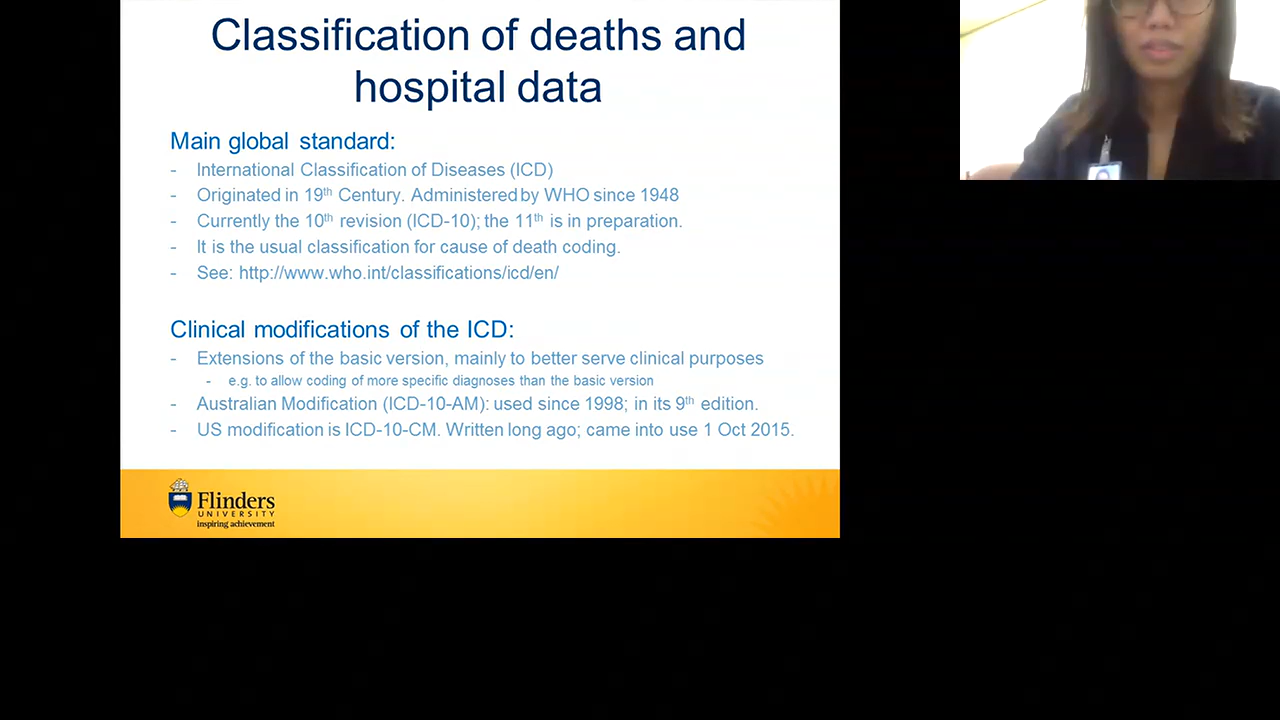 Classification of deaths and
hospital data
Main global standard:
- International Classification of Diseases (ICD)
- Originated in 19th Century. Administered by WHO since 1948
- Currently the 10th revision (ICD-10); the 11th is in preparation.
- It is the usual classification for cause of death coding.
- See: http://www.who.int/classifications/icd/en/
Clinical modifications of the ICD:
- Extensions of the basic version, mainly to better serve clinical purposes
- e.g. to allow coding of more specific diagnoses than the basic version
- Australian Modification (ICD-10-AM): used since 1998; in its 9th edition.
- US modification is ICD-10-CM. Written long ago; came into use 1 Oct 2015.
Flinders
UNIVERSITY
inspiring achievement